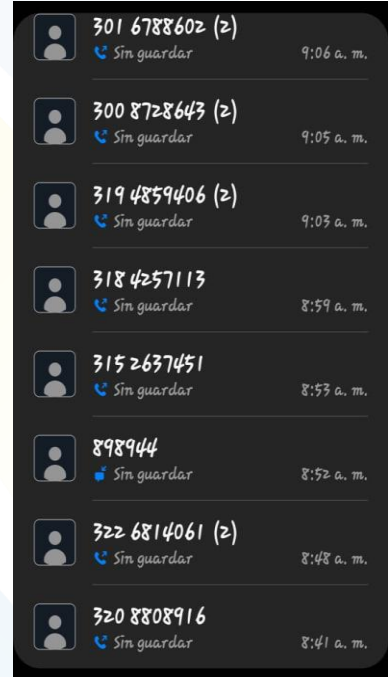 301 6788602 (2)
Sin guardar 9:06 a. m.
300 8728643 (2)
Sin guardar 9:05 a. m.
319 4859406 (2)
Sin guardar 9:03 a. m.
318 4257113
Sin guardar 8:59 a. m.
315 2637451
Sin guardar 8:53 a. m.
898944
Sin guardar 8:52 a. m.
322 6814061 (2)
Sin guardar 8:48 a. m.
320 8808916
Sin guardar 8:41 a. m.